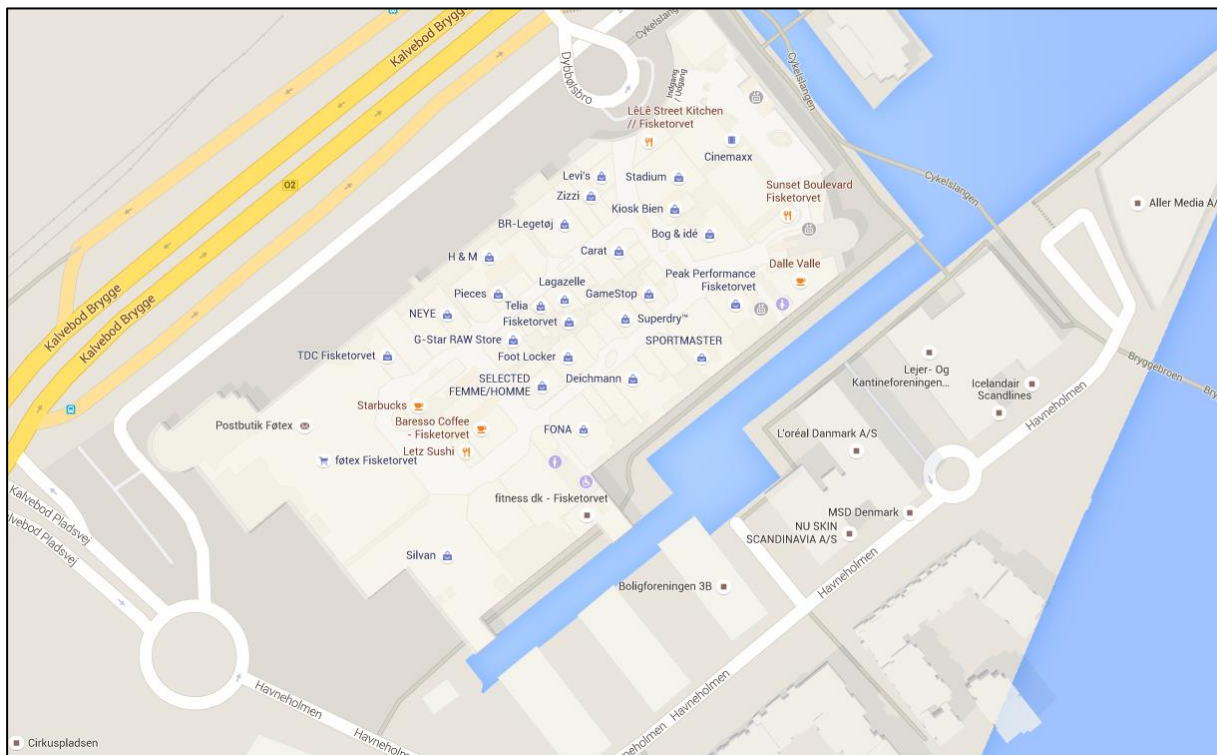 Kalvebod Brygge
Cykelslangen
Dybbølsbro
Indgang
/ Udgang
Cykelslangen
LêLê Street Kitchen
// Fisketorvet
Cinemaxx
Levi's
Stadium
O2
Zizzi
Sunset Boulevard
Fisketorvet
Cykelslangen
Aller Media A/
Kiosk Bien
BR-Legetøj
Bog & idé
Carat
H & M
Dalle Valle
Lagazelle
Peak Performance
Fisketorvet
Kalvebod Brygge
Kalvebod Brygge
Pieces
GameStop
Telia
NEYE
Fisketorvet
Superdry™
G-Star RAW Store
SPORTMASTER
TDC Fisketorvet
Foot Locker
Bryggebroen
Lejer- Og
Kantineforeningen...
SELECTED
FEMME/HOMME
Deichmann
Icelandair
Scandlines
Havneholmen
Starbucks
Postbutik Føtex
Baresso Coffee
- Fisketorvet
FONA
L'oréal Danmark A/S
Letz Sushi
føtex Fisketorvet
fitness dk - Fisketorvet
Kalvebod Pladsvej
MSD Denmark
NU SKIN
SCANDINAVIA A/S
Silvan
Havneholmen
Boligforeningen 3B
Havneholmen
Havneholmen
Havneholmen
Cirkuspladsen